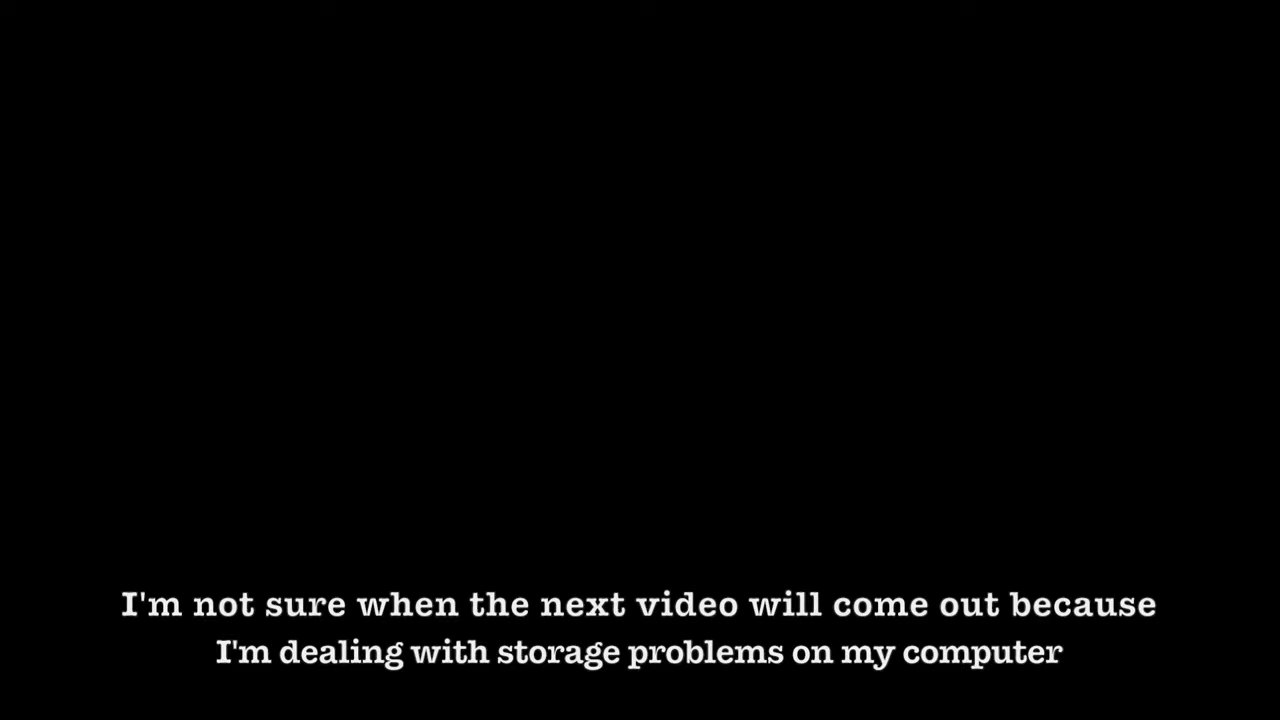 I'm not sure when the next video will come out because
I'm dealing with storage problems on my computer